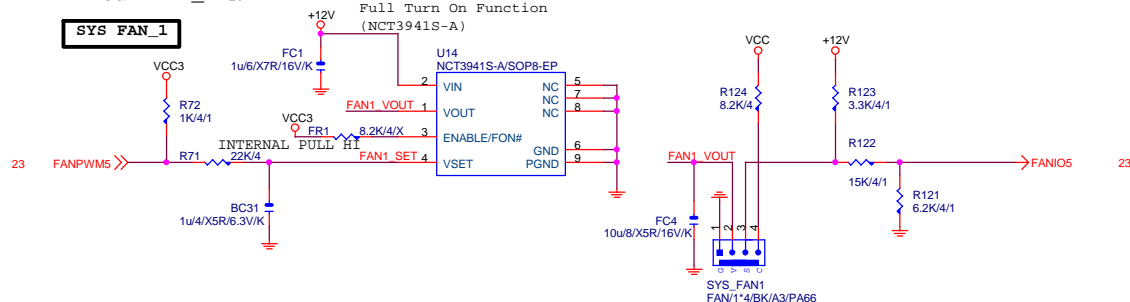 Full Turn On Function
(NCT3941S-A)
SYS FAN_1
+12V
FC1
1u/6/X7R/16V/K
U14
NCT3941S-A/SOP8-EP
VCC3
R72
1K/4/1
FAN1_VOUT
2
VIN
1
VOUT
3
ENABLE/FON#
4
VSET
NC
5
NC
7
NC
8
GND
6
PGND
9
VCC3
FR1
8.2K/4/X
INTERNAL PULL HI
23
FANPWM5
R71
22K/4
FAN1_SET
BC31
1u/4/X5R/6.3V/K
VCC
+12V
R124
8.2K/4
R123
3.3K/4/1
FAN1_VOUT
R122
15K/4/1
FANIO5
23
R121
6.2K/4/1
FC4
10u/8/X5R/16V/K
1
2
3
4
G
V
S
C
SYS_FAN1
FAN/1*4/BK/A3/PA66